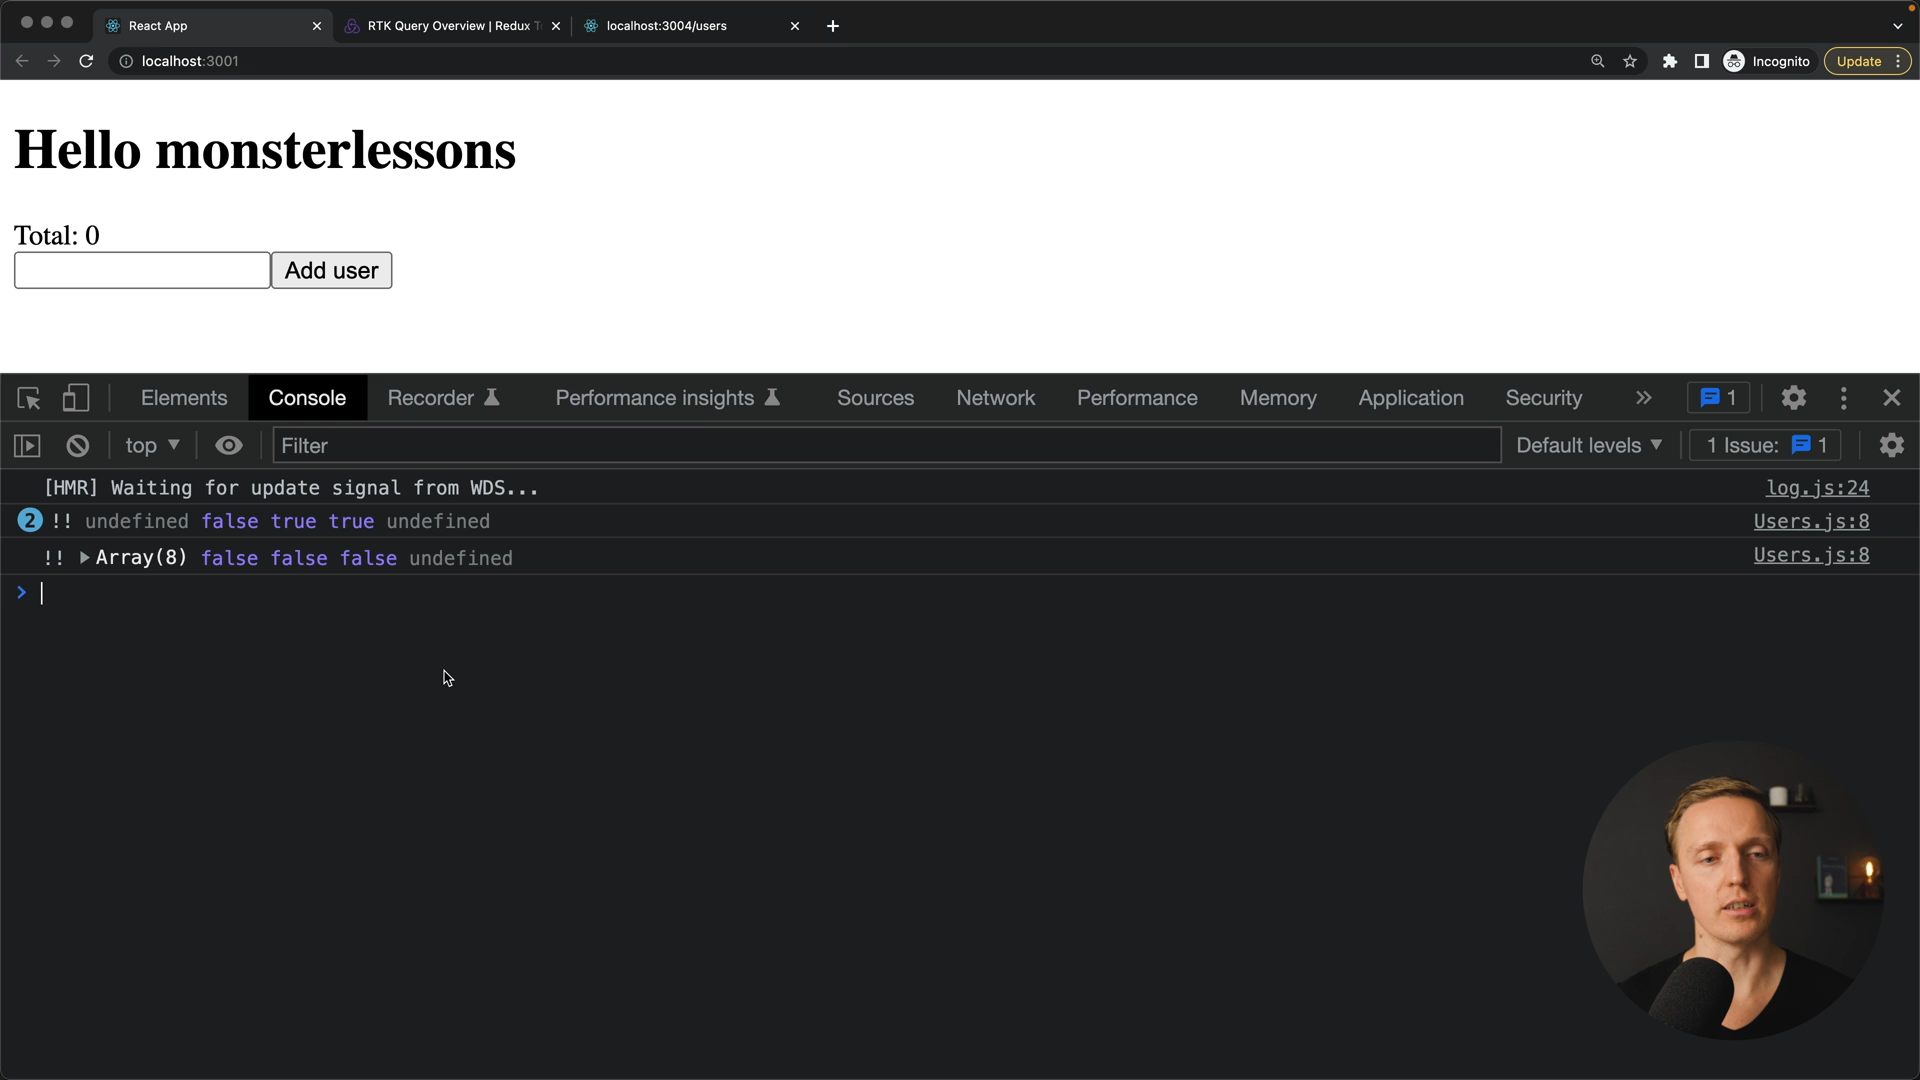 React App
RTK Query Overview | Redux T
localhost:3004/users
localhost:3001
Incognito
Update
Hello monsterlessons
Total: 0
Add user
Elements
Console
Recorder
Performance insights
Sources
Network
Performance
Memory
Application
Security
1
top
Filter
Default levels
1 Issue: 1
[HMR] Waiting for update signal from WDS... log.js:24
2 !! undefined false true true undefined Users.js:8
!! Array(8) false false false undefined Users.js:8